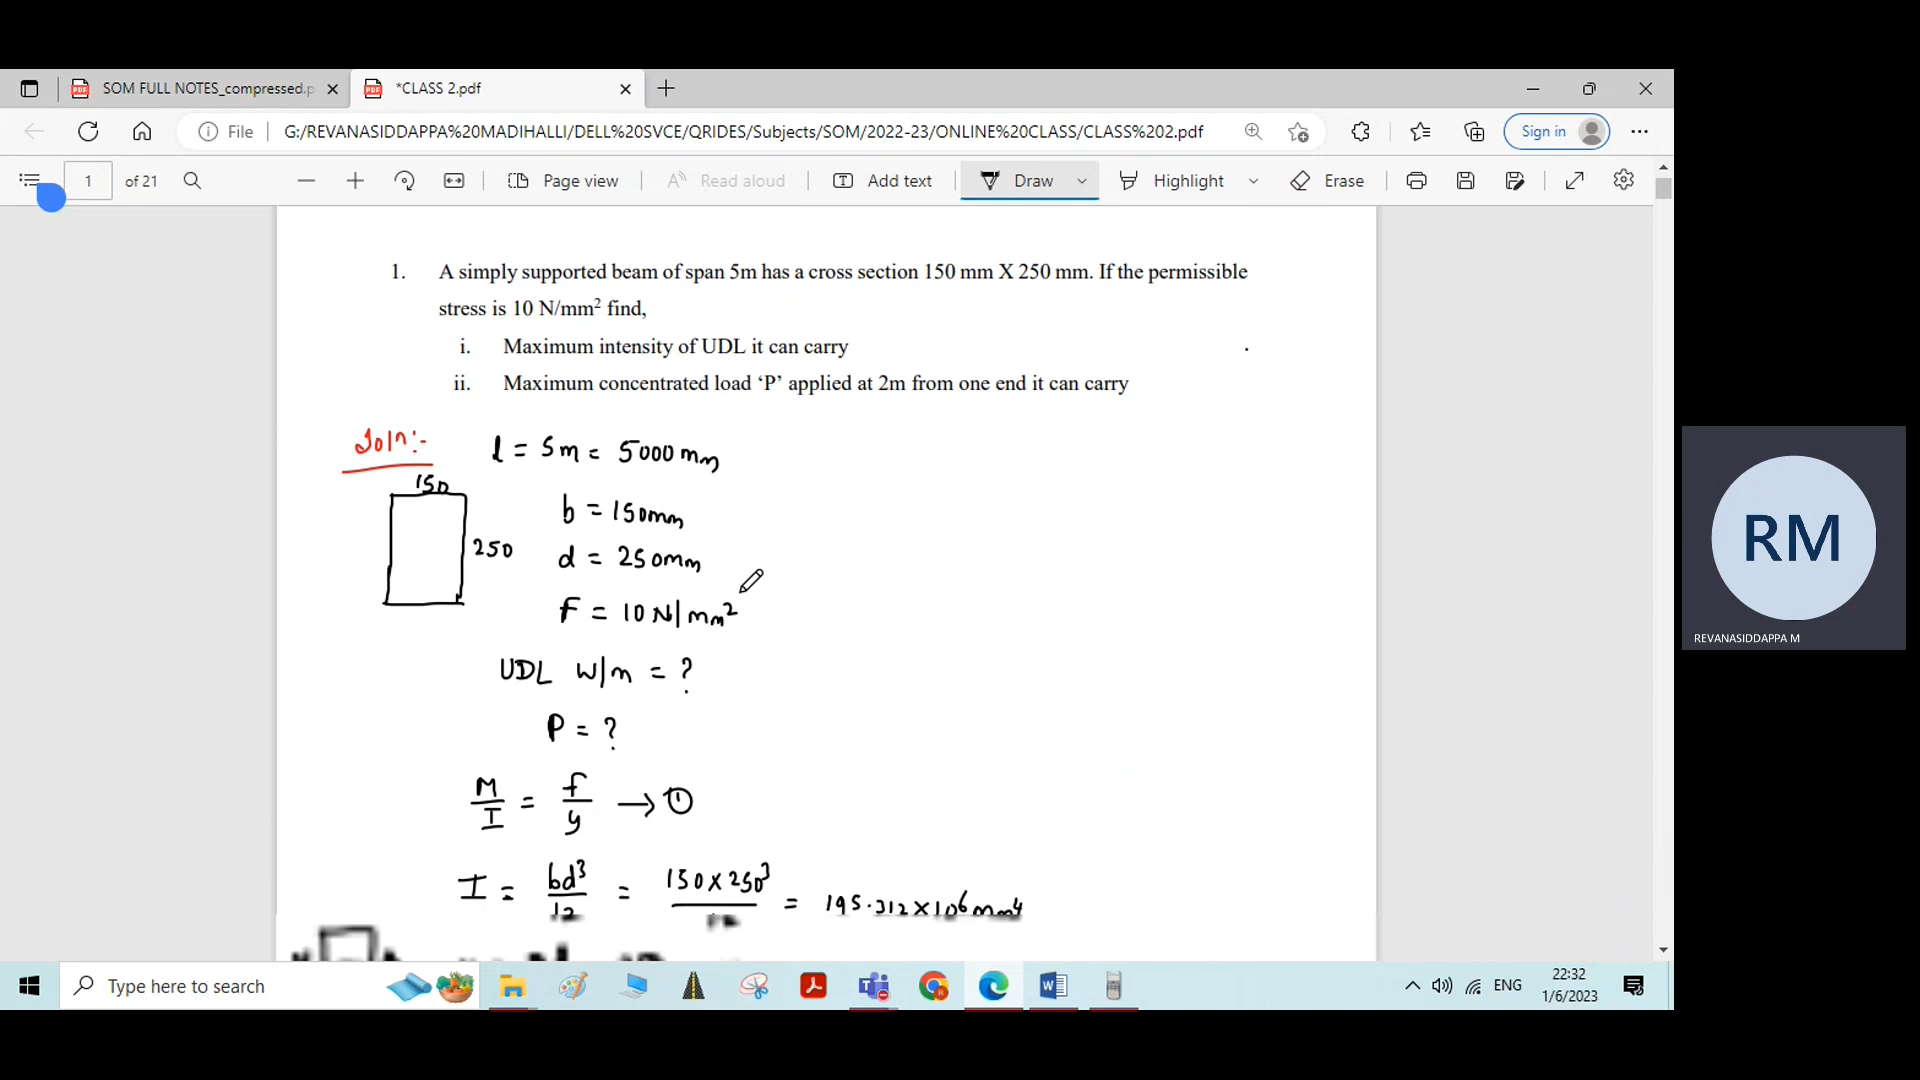 SOM FULL NOTES_compressed.p
*CLASS 2.pdf
File
G:/REVANASIDDAPPA%20MADIHALLI/DELL%20SVCE/QRIDES/Subjects/SOM/2022-23/ONLINE%20CLASS/CLASS%202.pdf
Sign in
1 of 21
Page view
Read aloud
Add text
Draw
Highlight
Erase
1. A simply supported beam of span 5m has a cross section 150 mm X 250 mm. If the permissible
stress is 10 N/mm² find,
i. Maximum intensity of UDL it can carry
ii. Maximum concentrated load ‘P’ applied at 2m from one end it can carry
Soln:-
l = 5m = 5000 mm
150
250
b = 150mm
d = 250mm
F = 10 N/mm²
UDL W/m = ?
P = ?
M/I = f/y → ①
I = bd³/12 = 150 x 250³/12 = 195.312 x 10⁶ mm⁴
RM
REVANASIDDAPPA M
Type here to search
ENG
22:32
1/6/2023